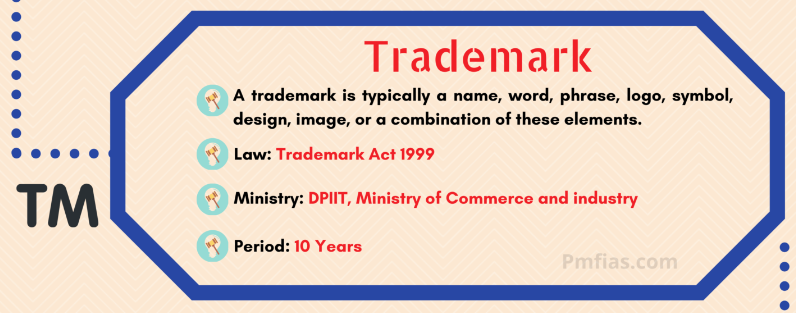 Trademark
A trademark is typically a name, word, phrase, logo, symbol,
design, image, or a combination of these elements.
Law: Trademark Act 1999
TM
Ministry: DPIIT, Ministry of Commerce and industry
Period: 10 Years
Pmfias.com